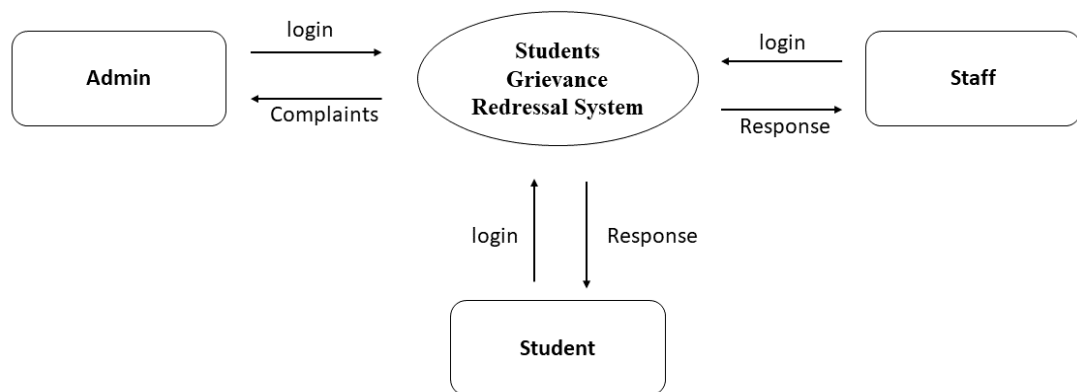 login
Admin
Complaints
Students
Grievance
Redressal System
login
Staff
Response
login
Response
Student